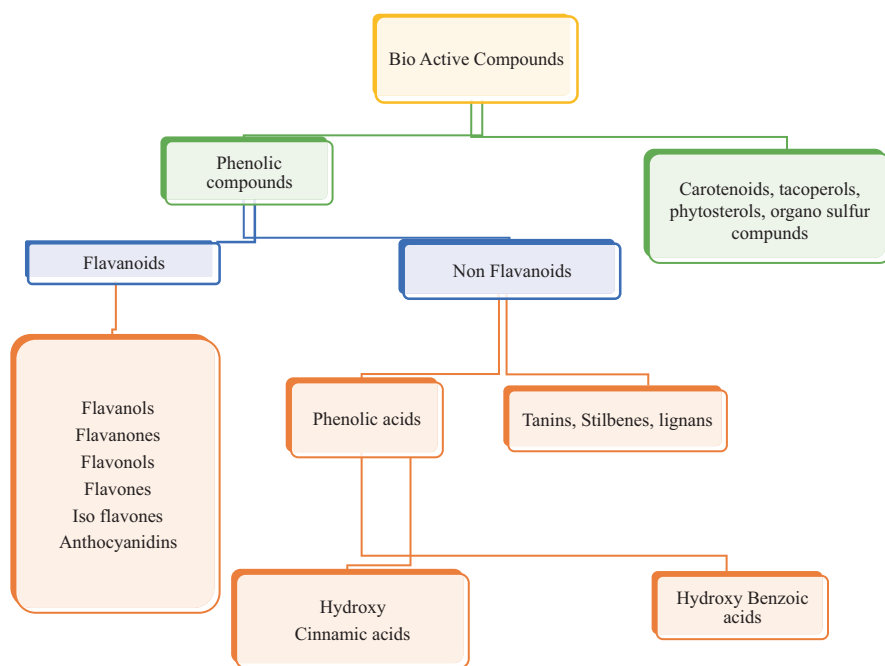 Bio Active Compounds
Phenolic
compounds
Carotenoids, tacoperols,
phytosterols, organo sulfur
compunds
Flavanoids
Non Flavanoids
Flavanols
Flavanones
Flavonols
Flavones
Iso flavones
Anthocyanidins
Phenolic acids
Tanins, Stilbenes, lignans
Hydroxy
Cinnamic acids
Hydroxy Benzoic
acids